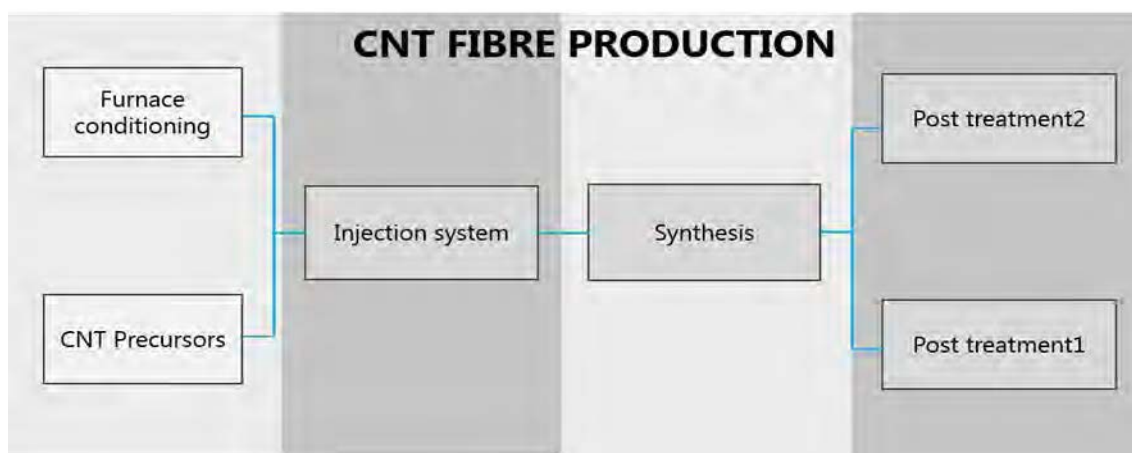 CNT FIBRE PRODUCTION
Furnace
conditioning
CNT Precursors
Injection system
Synthesis
Post treatment2
Post treatment1